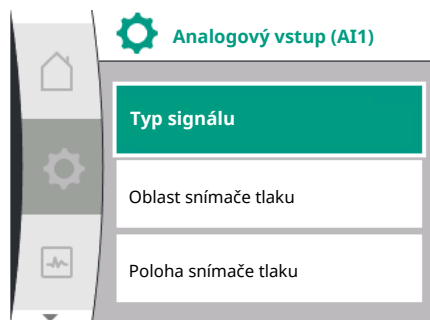 Analogový vstup (AI1)
Typ signálu
Oblast snímače tlaku
Poloha snímače tlaku